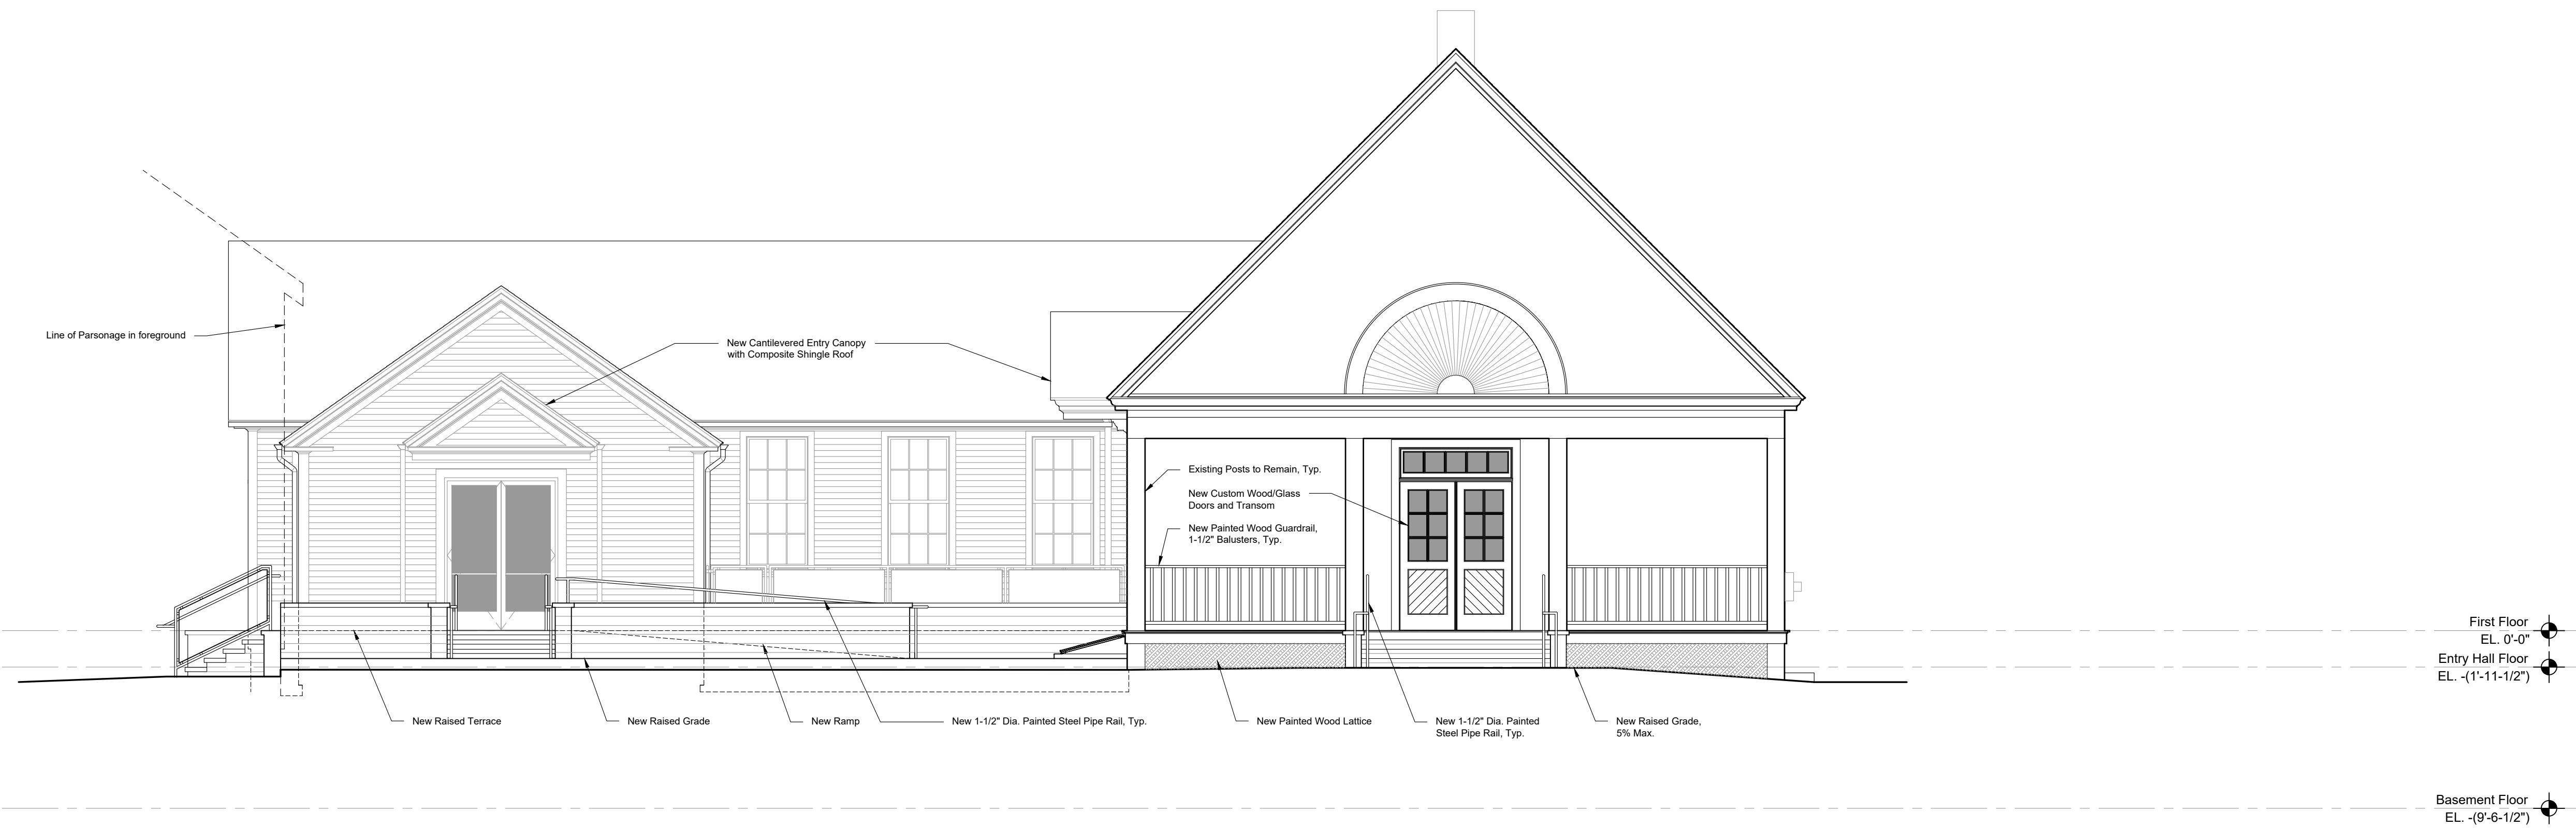 Line of Parsonage in foreground
New Cantilevered Entry Canopy
with Composite Shingle Roof
Existing Posts to Remain, Typ.
New Custom Wood/Glass
Doors and Transom
New Painted Wood Guardrail,
1-1/2" Balusters, Typ.
First Floor
EL. 0'-0"
Entry Hall Floor
EL. -(1'-11-1/2")
New Raised Terrace
New Raised Grade
New Ramp
New 1-1/2" Dia. Painted Steel Pipe Rail, Typ.
New Painted Wood Lattice
New 1-1/2" Dia. Painted
Steel Pipe Rail, Typ.
New Raised Grade,
5% Max.
Basement Floor
EL. -(9'-6-1/2")